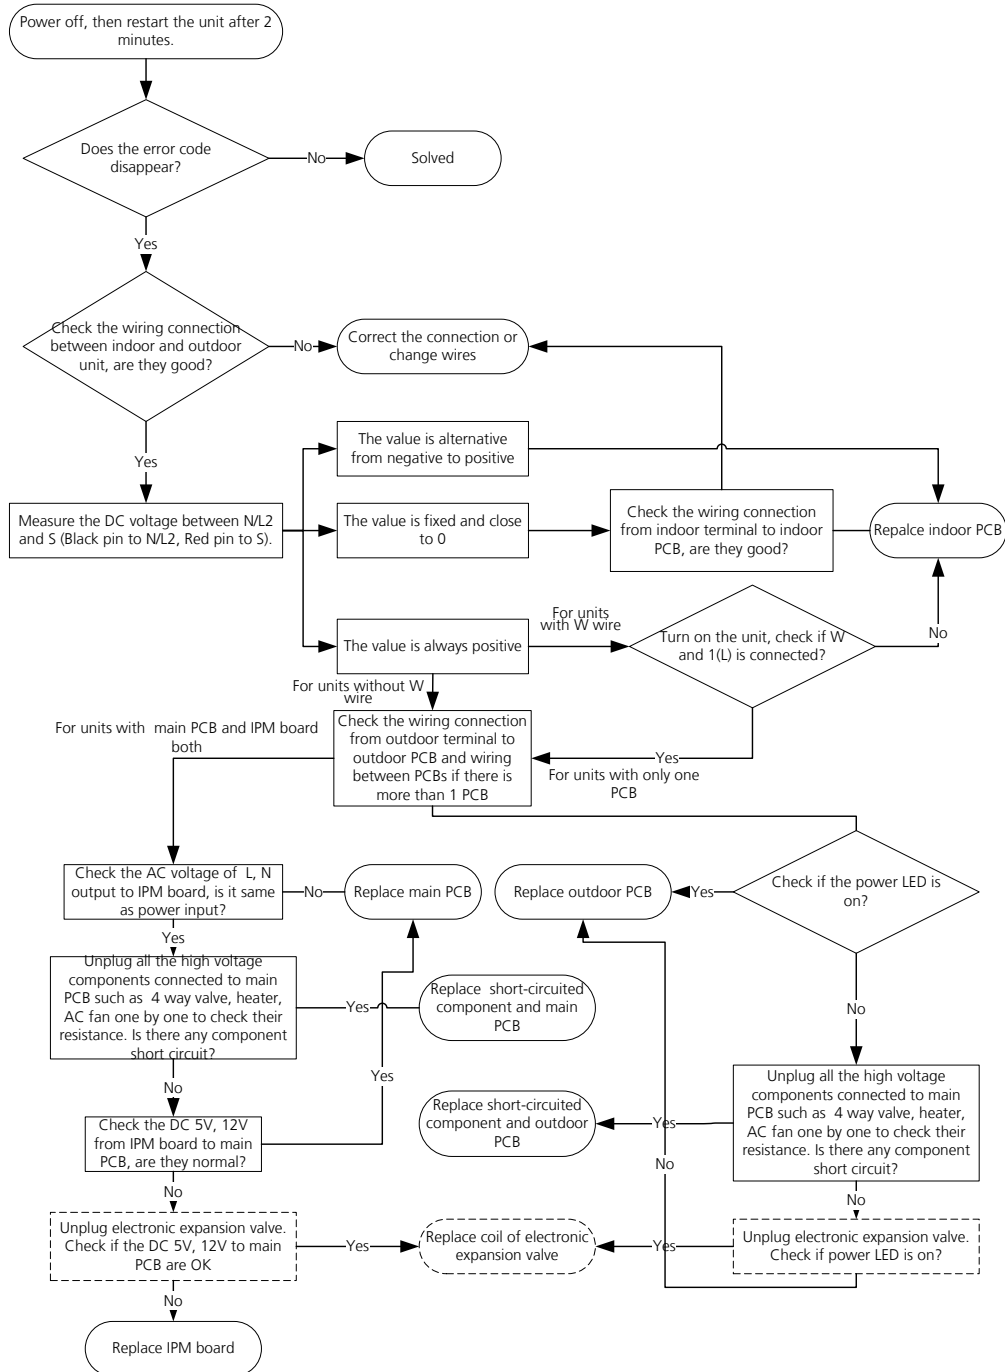 Power off, then restart the unit after 2
minutes.
Does the error code
disappear?
No
Solved
Yes
Check the wiring connection
between indoor and outdoor
unit, are they good?
No
Correct the connection or
change wires
Yes
The value is alternative
from negative to positive
Measure the DC voltage between N/L2
and S (Black pin to N/L2, Red pin to S).
The value is fixed and close
to 0
Check the wiring connection
from indoor terminal to indoor
PCB, are they good?
Repalce indoor PCB
The value is always positive
For units
with W wire
Turn on the unit, check if W
and 1(L) is connected?
No
For units without W
wire
For units with  main PCB and IPM board
both
Check the wiring connection
from outdoor terminal to
outdoor PCB and wiring
between PCBs if there is
more than 1 PCB
Yes
For units with only one
PCB
Check the AC voltage of  L, N
output to IPM board, is it same
as power input?
No
Replace main PCB
Replace outdoor PCB
Yes
Check if the power LED is
on?
Yes
Unplug all the high voltage
components connected to main
PCB such as  4 way valve, heater,
AC fan one by one to check their
resistance. Is there any component
short circuit?
Yes
Replace  short-circuited
component and main
PCB
No
No
Yes
Check the DC 5V, 12V
from IPM board to main
PCB, are they normal?
Replace short-circuited
component and outdoor
PCB
Yes
Unplug all the high voltage
components connected to main
PCB such as  4 way valve, heater,
AC fan one by one to check their
resistance. Is there any component
short circuit?
No
No
No
Unplug electronic expansion valve.
Check if the DC 5V, 12V to main
PCB are OK
Yes
Replace coil of electronic
expansion valve
Yes
Unplug electronic expansion valve.
Check if power LED is on?
No
Replace IPM board